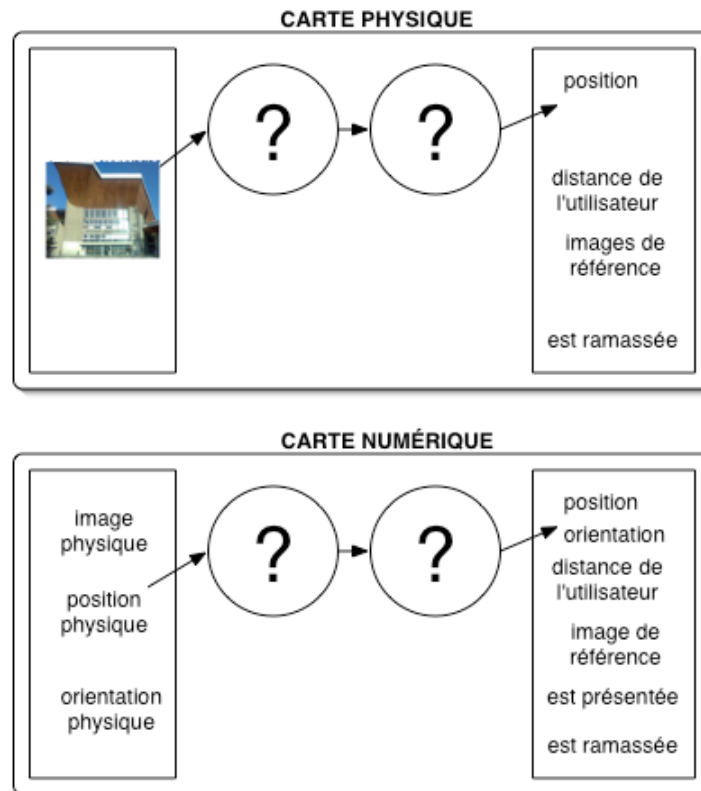 CARTE PHYSIQUE
?
?
position
distance de
l'utilisateur
images de
référence
est ramassée
CARTE NUMÉRIQUE
image
physique
position
physique
orientation
physique
?
?
position
orientation
distance de
l'utilisateur
image de
référence
est présentée
est ramassée